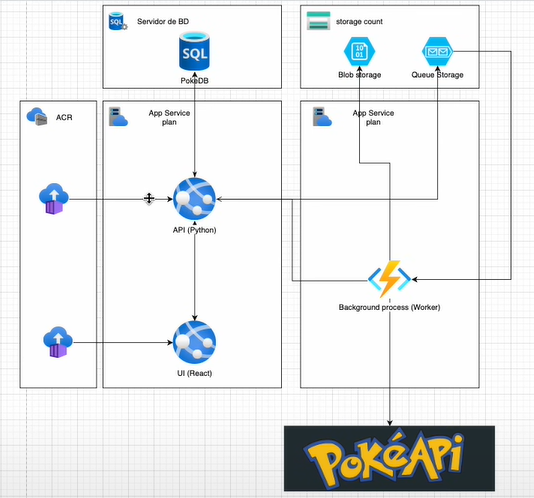 Servidor de BD
SQL
PokeDB
storage count
10
01
Blob storage
Queue Storage
ACR
App Service
plan
App Service
plan
API (Python)
Background process (Worker)
UI (React)
PokéApi